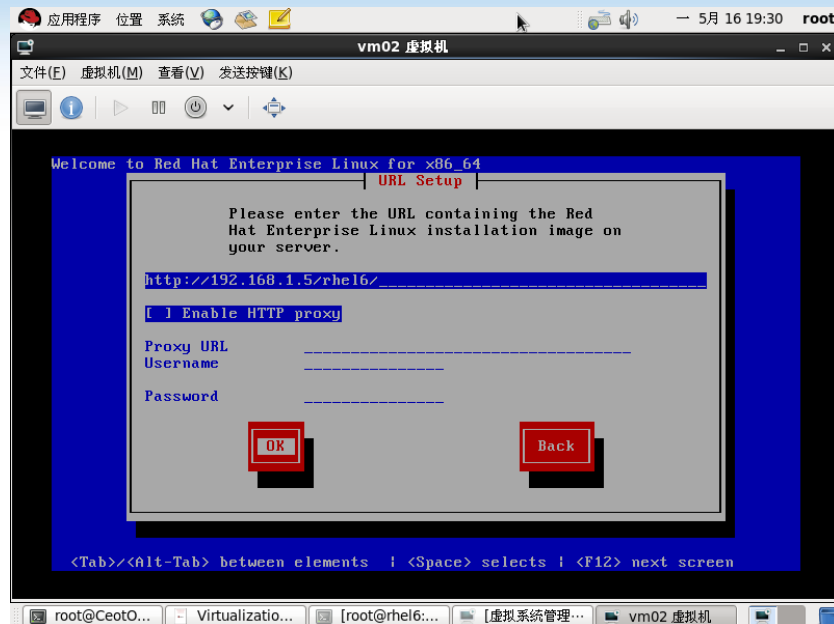 应用程序 位置 系统 一 5月 16 19:30 root
vm02 虚拟机
文件(F) 虚拟机(M) 查看(V) 发送按键(K)
Welcome to Red Hat Enterprise Linux for x86_64
URL Setup
Please enter the URL containing the Red
Hat Enterprise Linux installation image on
your server.
http://192.168.1.5/rhel6/___________________________________
[ ] Enable HTTP proxy
Proxy URL ___________________________________
Username _______________
Password _______________
OK Back
<Tab>/<Alt-Tab> between elements | <Space> selects | <F12> next screen
root@CeotO... Virtualizatio... [root@rhel6:... [虚拟系统管理... vm02 虚拟机